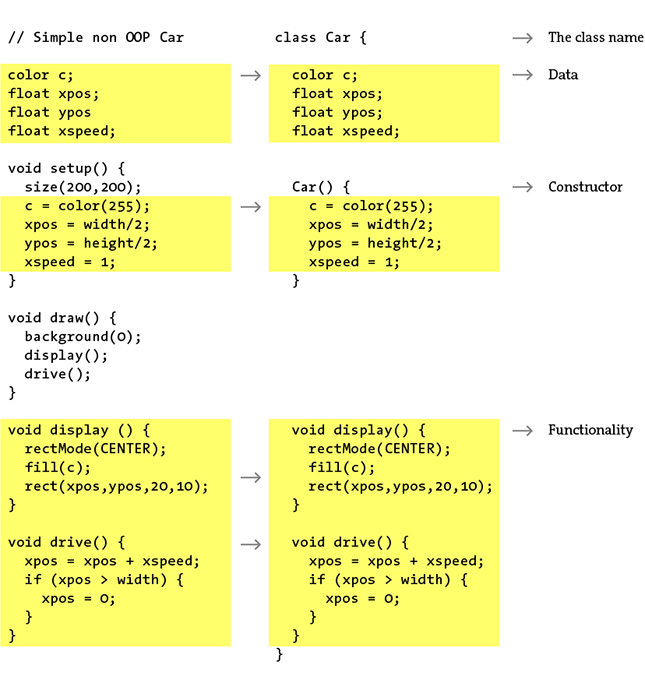 // Simple non OOP Car
color c;
float xpos;
float ypos
float xspeed;
void setup() {
size(200,200);
c = color(255);
xpos = width/2;
ypos = height/2;
xspeed = 1;
}
void draw() {
background(0);
display();
drive();
}
void display () {
rectMode(CENTER);
fill(c);
rect(xpos,ypos,20,10);
}
void drive() {
xpos = xpos + xspeed;
if (xpos > width) {
xpos = 0;
}
}
class Car {
color c;
float xpos;
float ypos;
float xspeed;
Car() {
c = color(255);
xpos = width/2;
ypos = height/2;
xspeed = 1;
}
void display() {
rectMode(CENTER);
fill(c);
rect(xpos,ypos,20,10);
}
void drive() {
xpos = xpos + xspeed;
if (xpos > width) {
xpos = 0;
}
}
}
The class name
Data
Constructor
Functionality